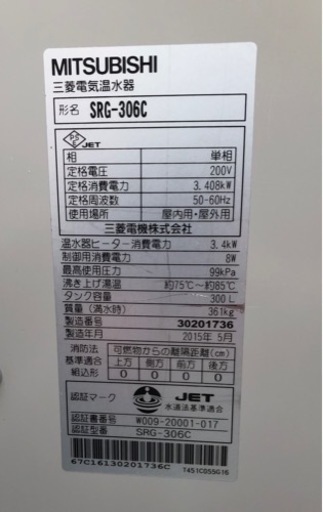 MITSUBISHI
三菱電気温水器
形名 SRG-306C
PS E JET
相 単相
定格電圧 200V
定格消費電力 3.408kW
定格周波数 50-60Hz
使用場所 屋内用・屋外用
三菱電機株式会社
温水器ヒーター消費電力 3.4kW
制御用消費電力 8W
最高使用圧力 99kPa
沸き上げ湯温 約75℃～約85℃
タンク容量 300L
質量（満水時） 361kg
製造番号 30201736
製造年月 2015年 5月
消防法 可燃物からの離隔距離(cm)
基準適合 上方 側方 前方 後方
組込形 0 0 0 0
認証マーク JET
水道法基準適合
認証書番号 W009-20001-017
認証型番 SRG-306C
67C16130201736C 7451C055G16